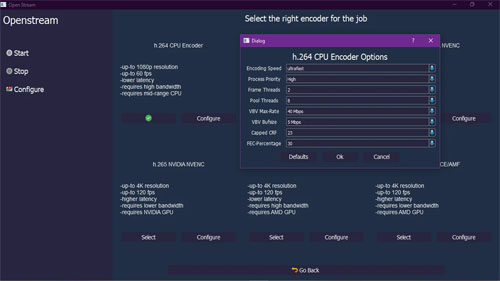 Open Stream
Openstream
Start
Stop
Configure
Select the right encoder for the job
h.264 CPU Encoder
-up-to 1080p resolution
-up to 60 fps
-lower latency
-requires high bandwidth
-requires mid-range CPU
Configure
NVENC
Configure
Dialog
h.264 CPU Encoder Options
Encoding Speed
ultrafast
Process Priority
High
Frame Threads
2
Pool Threads
8
VBV Max-Rate
40 Mbps
VBV Bufsize
5 Mbps
Capped CRF
23
FEC-Percentage
30
Defaults
Ok
Cancel
h.265 NVIDIA NVENC
-up-to 4K resolution
-up-to 120 fps
-higher latency
-requires lower bandwidth
-requires NVIDIA GPU
Select
Configure
-up-to 4K resolution
-up-to 120 fps
-lower latency
-requires high bandwidth
-requires AMD GPU
Select
Configure
CE/AMF
-up-to 4K resolution
-up-to 120 fps
-higher latency
-requires lower bandwidth
-requires AMD GPU
Select
Configure
Go Back